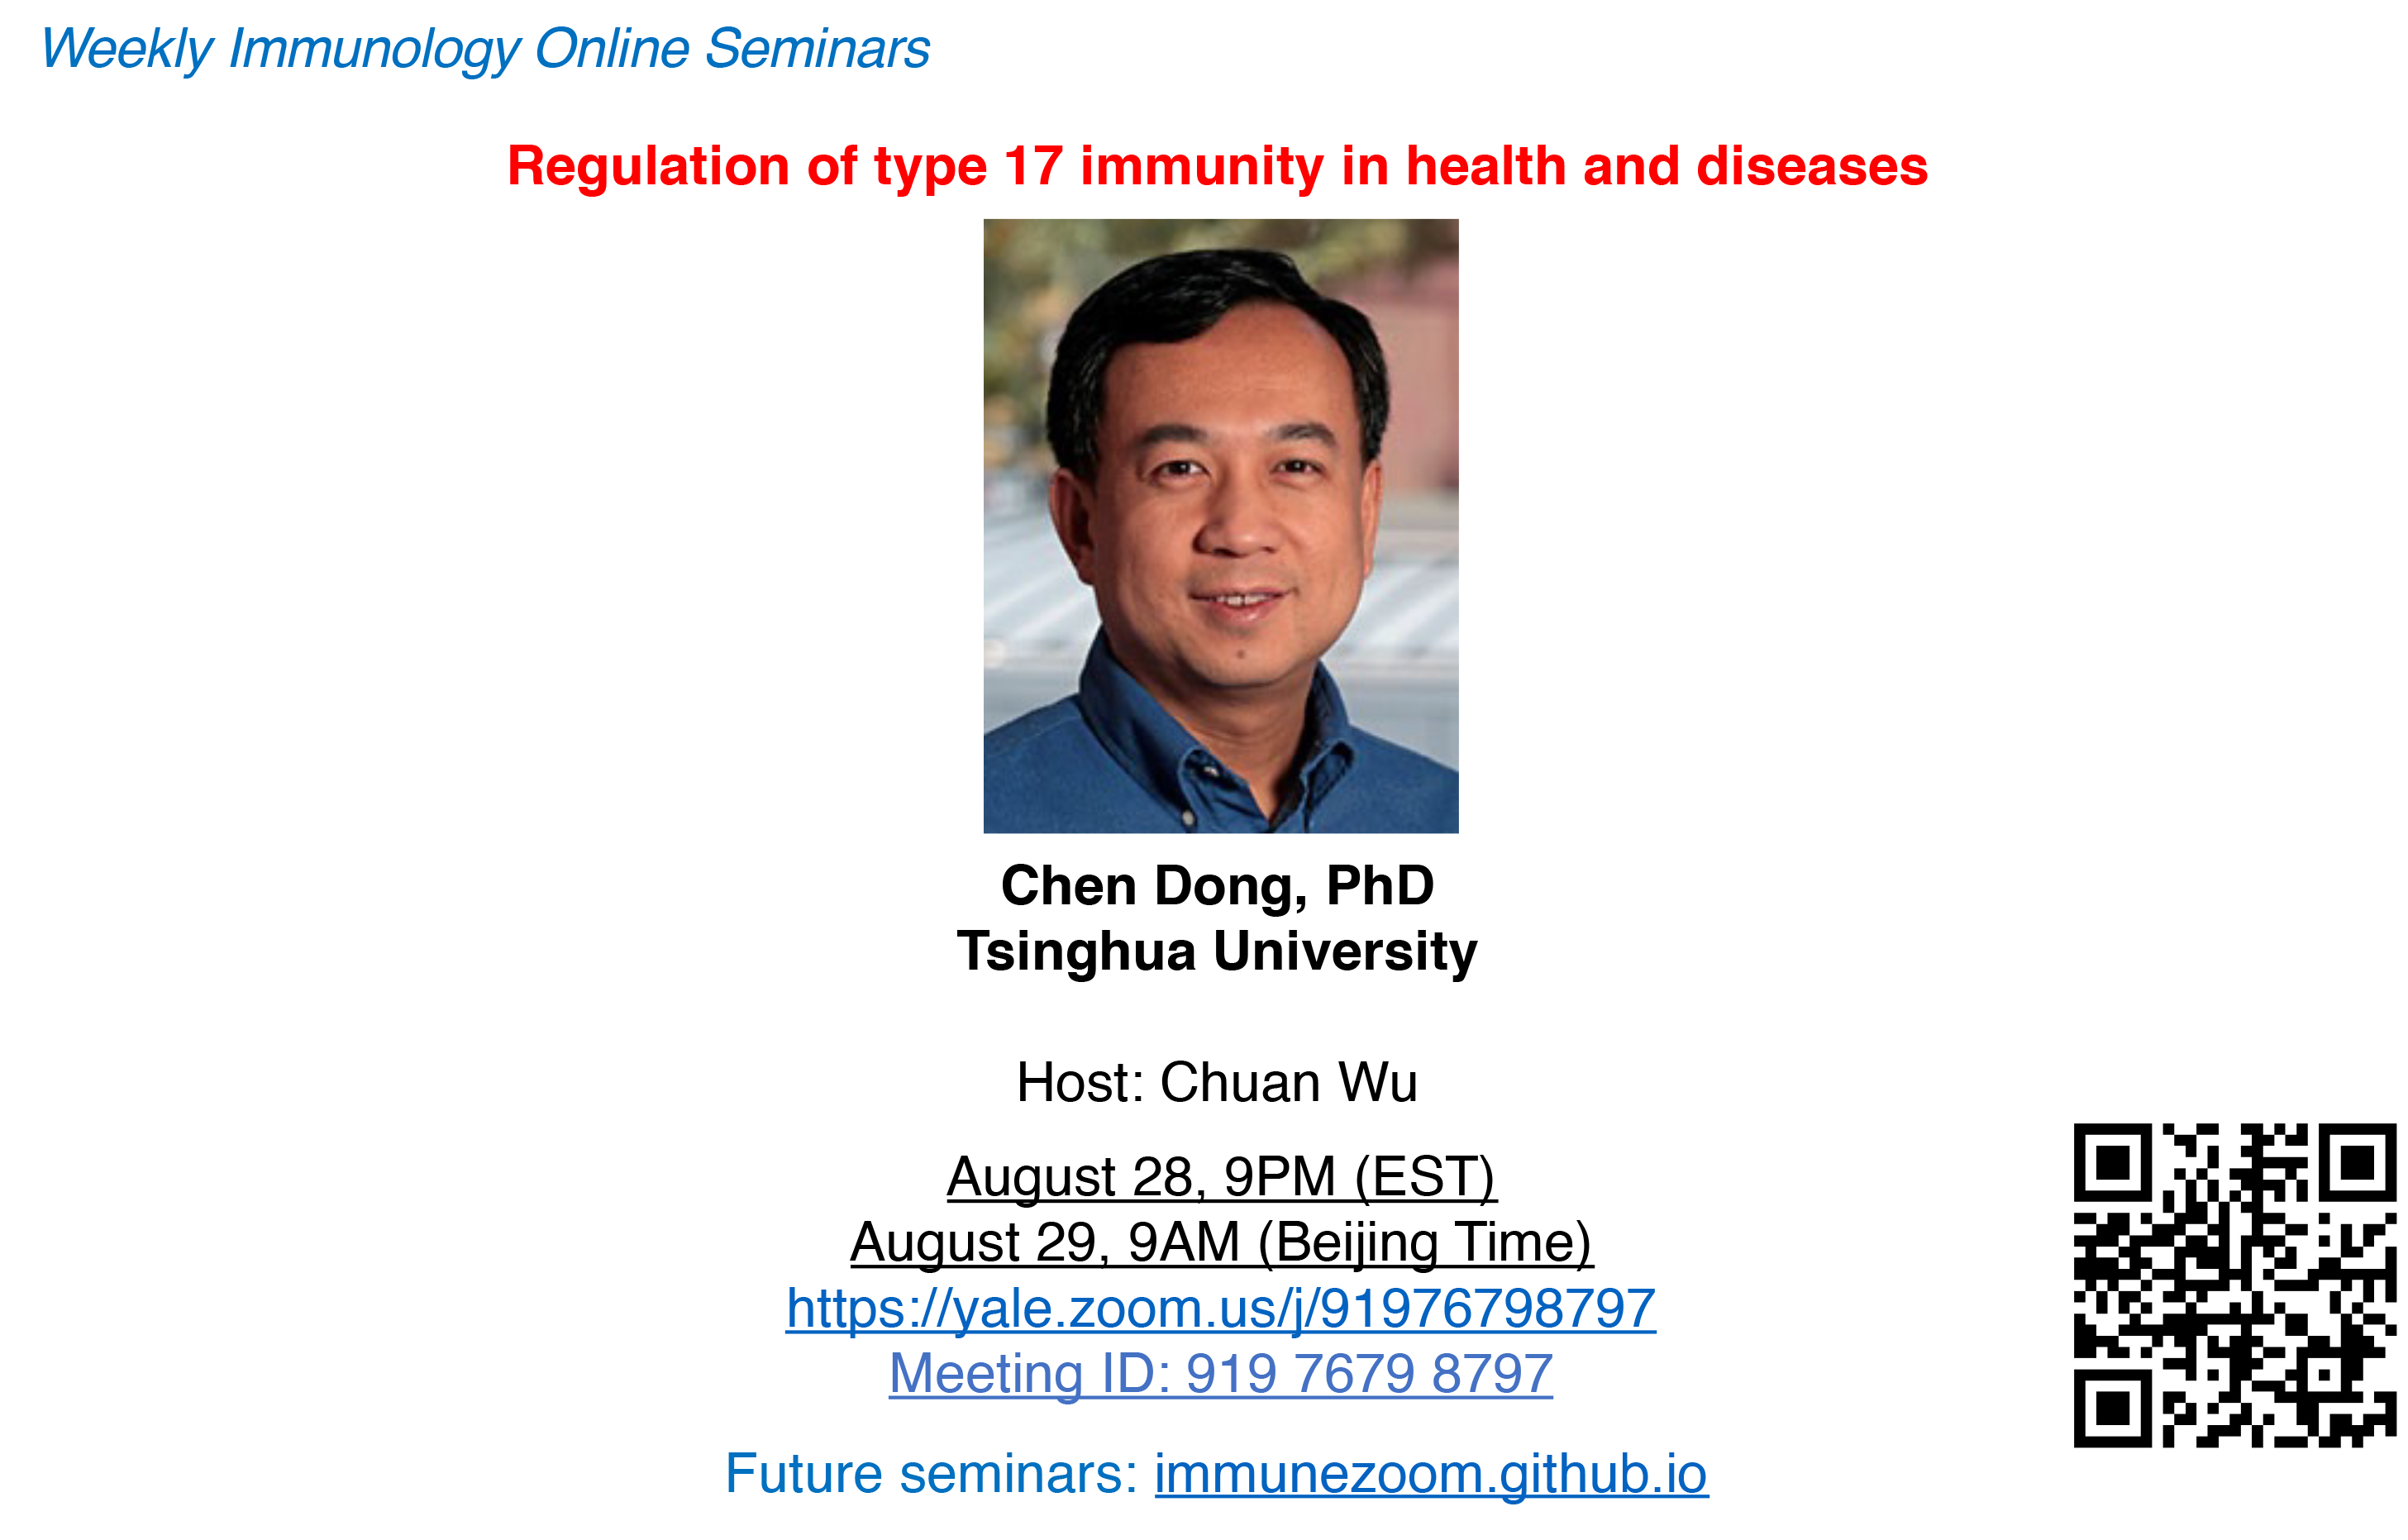 Weekly Immunology Online Seminars
Regulation of type 17 immunity in health and diseases
Chen Dong, PhD
Tsinghua University
Host: Chuan Wu
August 28, 9PM (EST)
August 29, 9AM (Beijing Time)
https://yale.zoom.us/j/91976798797
Meeting ID: 919 7679 8797
Future seminars: immunezoom.github.io